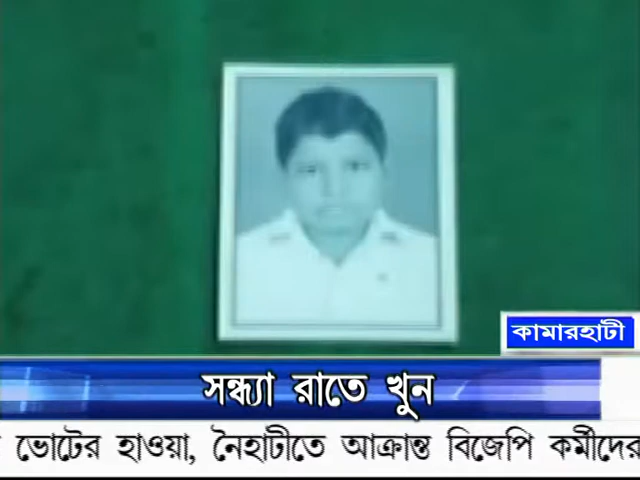 কামারহাটী
সন্ধ্যা রাতে খুন
ভোটের হাওয়া, নৈহাটীতে আক্রান্ত বিজেপি কর্মীদের